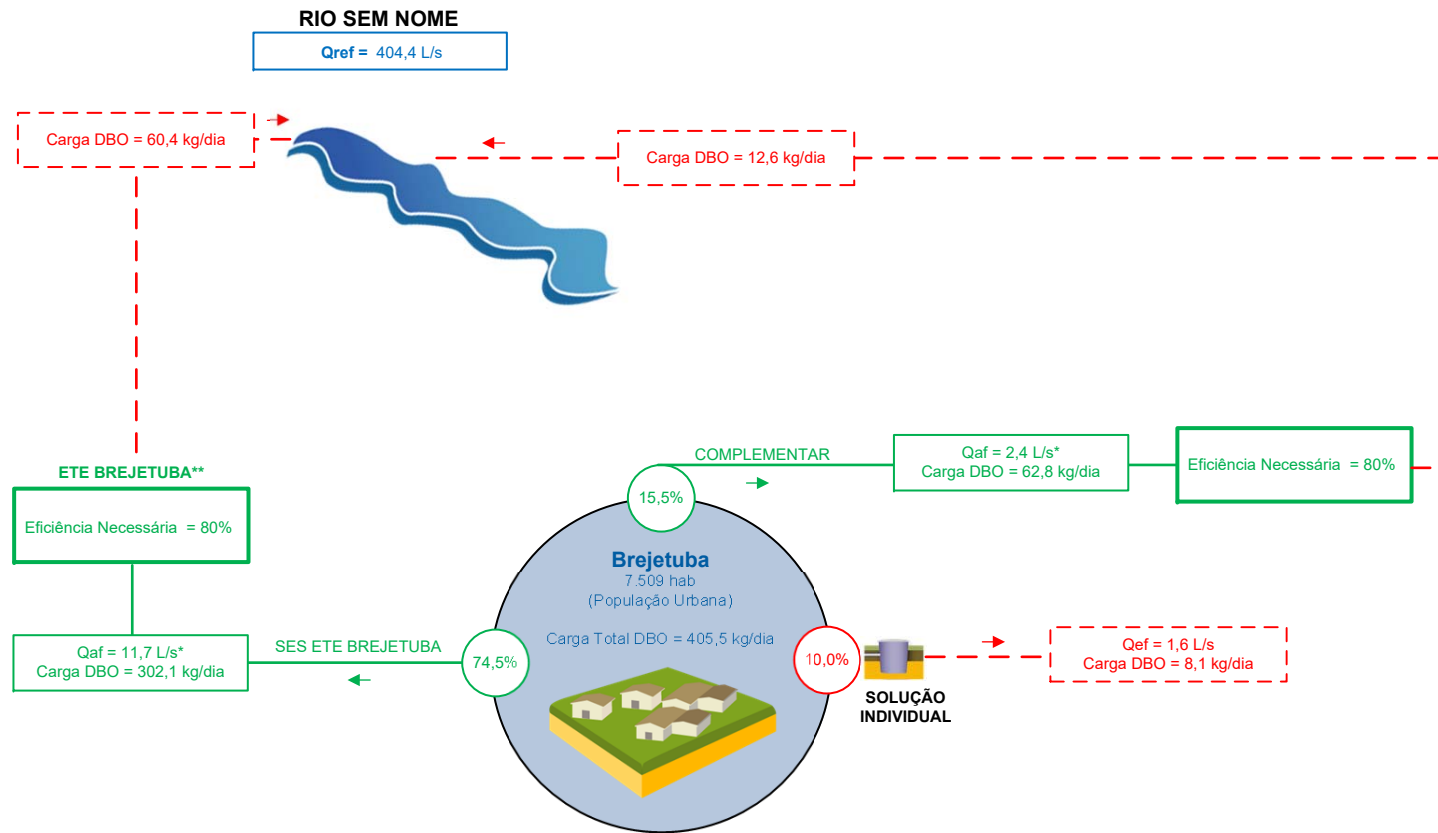 RIO SEM NOME
Qref = 404,4 L/s
Carga DBO = 60,4 kg/dia
Carga DBO = 12,6 kg/dia
ETE BREJETUBA**
Eficiência Necessária = 80%
Qaf = 11,7 L/s*
Carga DBO = 302,1 kg/dia
SES ETE BREJETUBA
74,5%
COMPLEMENTAR
15,5%
Qaf = 2,4 L/s*
Carga DBO = 62,8 kg/dia
Eficiência Necessária = 80%
Brejetuba
7.509 hab
(População Urbana)
Carga Total DBO = 405,5 kg/dia
10,0%
SOLUÇÃO
INDIVIDUAL
Qef = 1,6 L/s
Carga DBO = 8,1 kg/dia